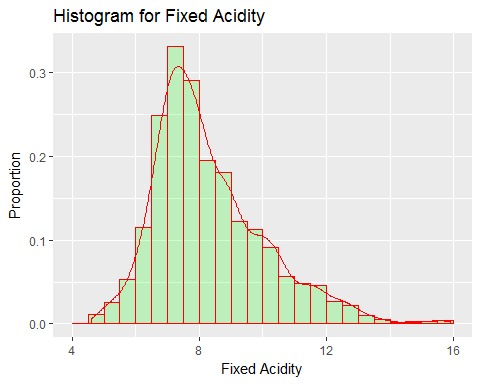 Histogram for Fixed Acidity
Proportion
0.3
0.2
0.1
0.0
4 8 12 16
Fixed Acidity